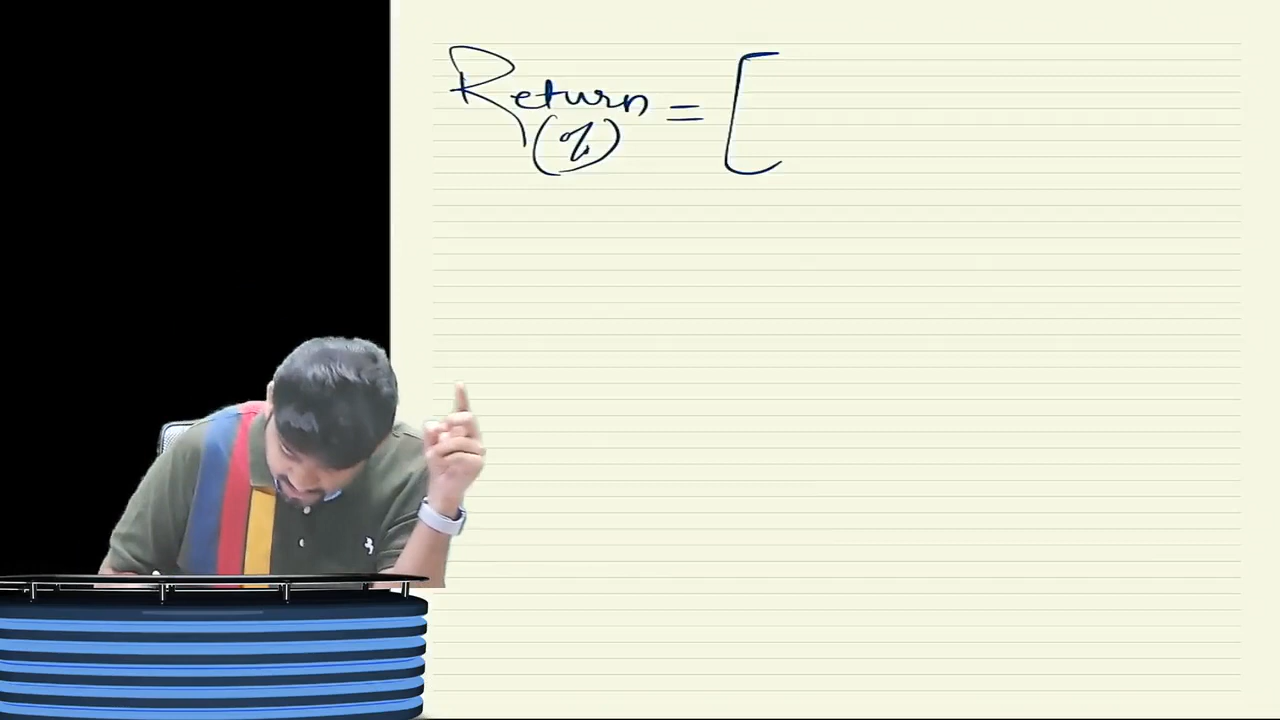 Return = [
(%)